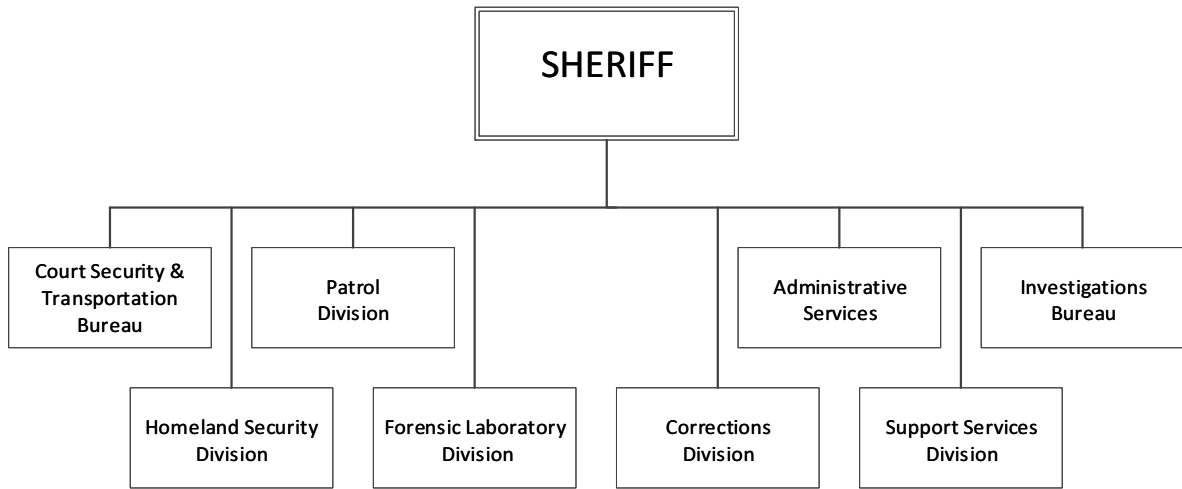 SHERIFF
Court Security &
Transportation
Bureau
Patrol
Division
Administrative
Services
Investigations
Bureau
Homeland Security
Division
Forensic Laboratory
Division
Corrections
Division
Support Services
Division